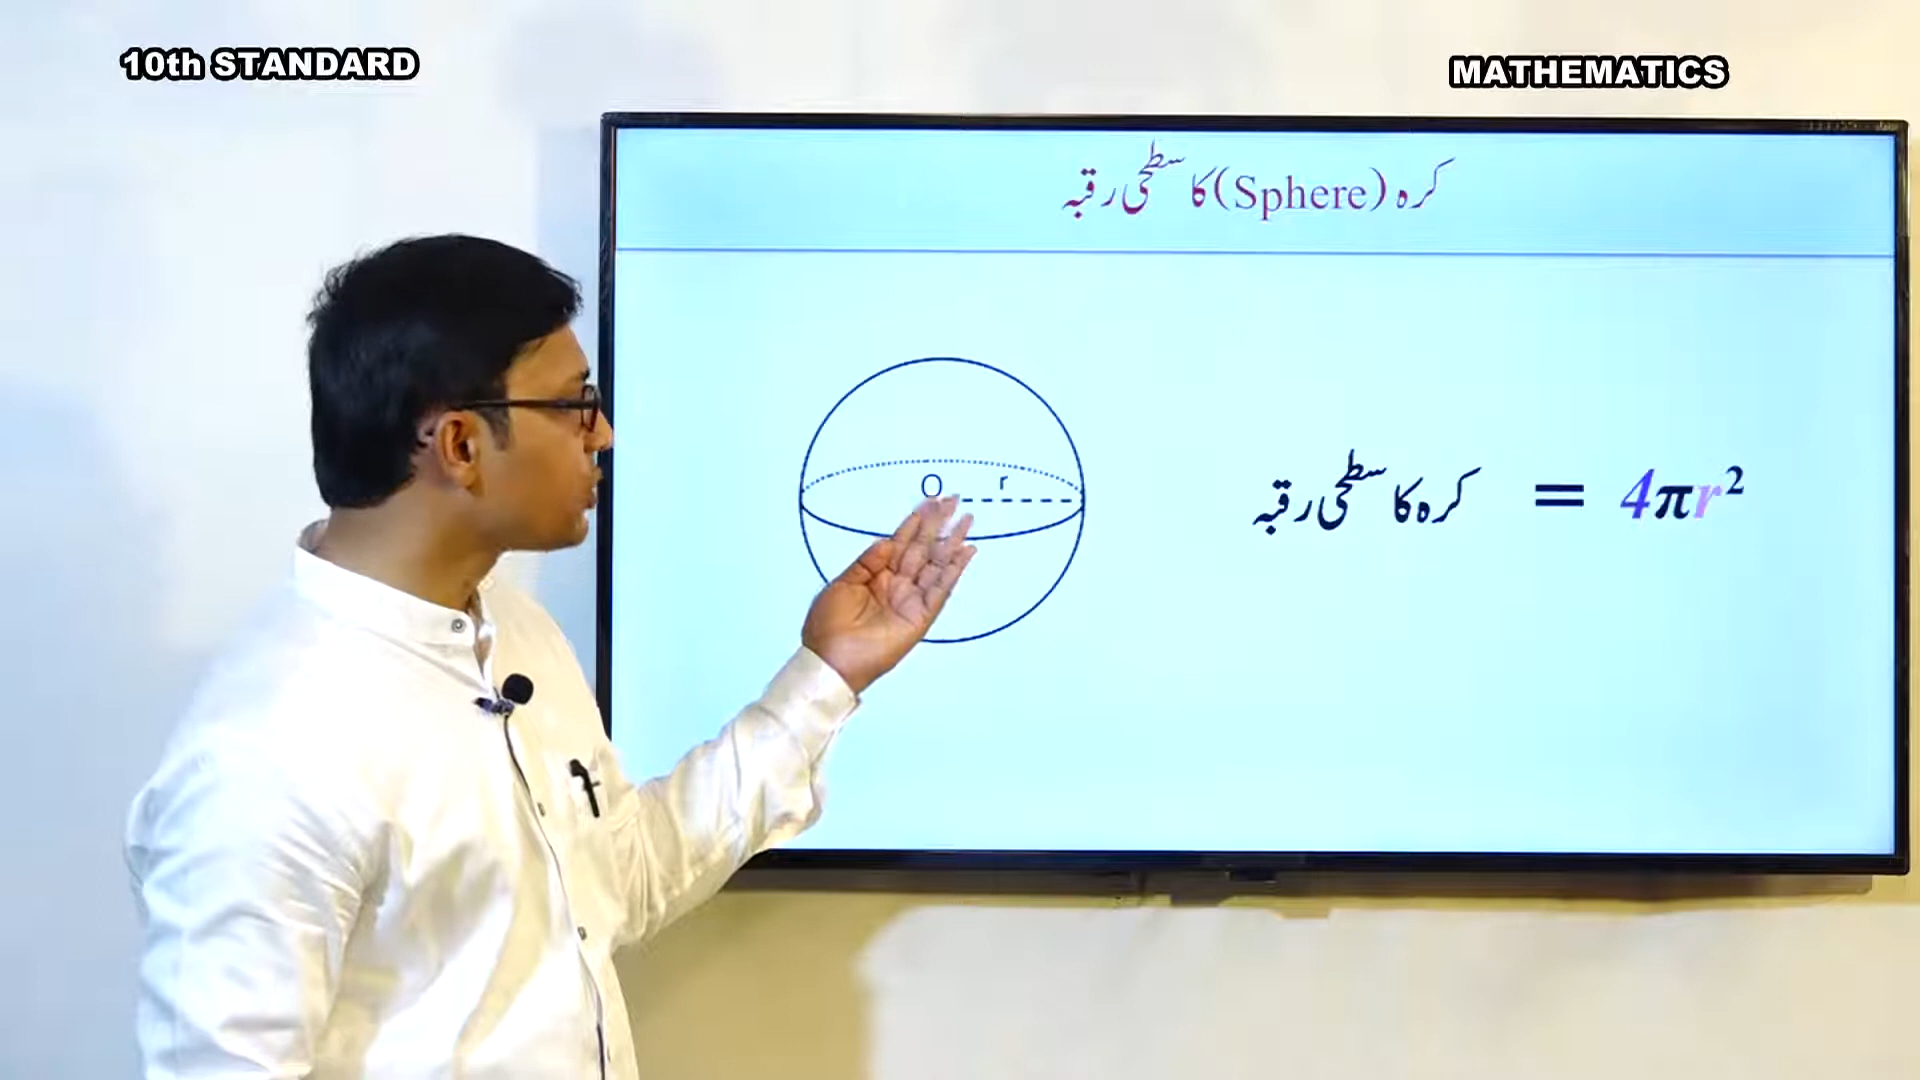 10th STANDARD
MATHEMATICS
کرہ (Sphere) کا سطحی رقبہ
O r
کرہ کا سطحی رقبہ = 4πr²